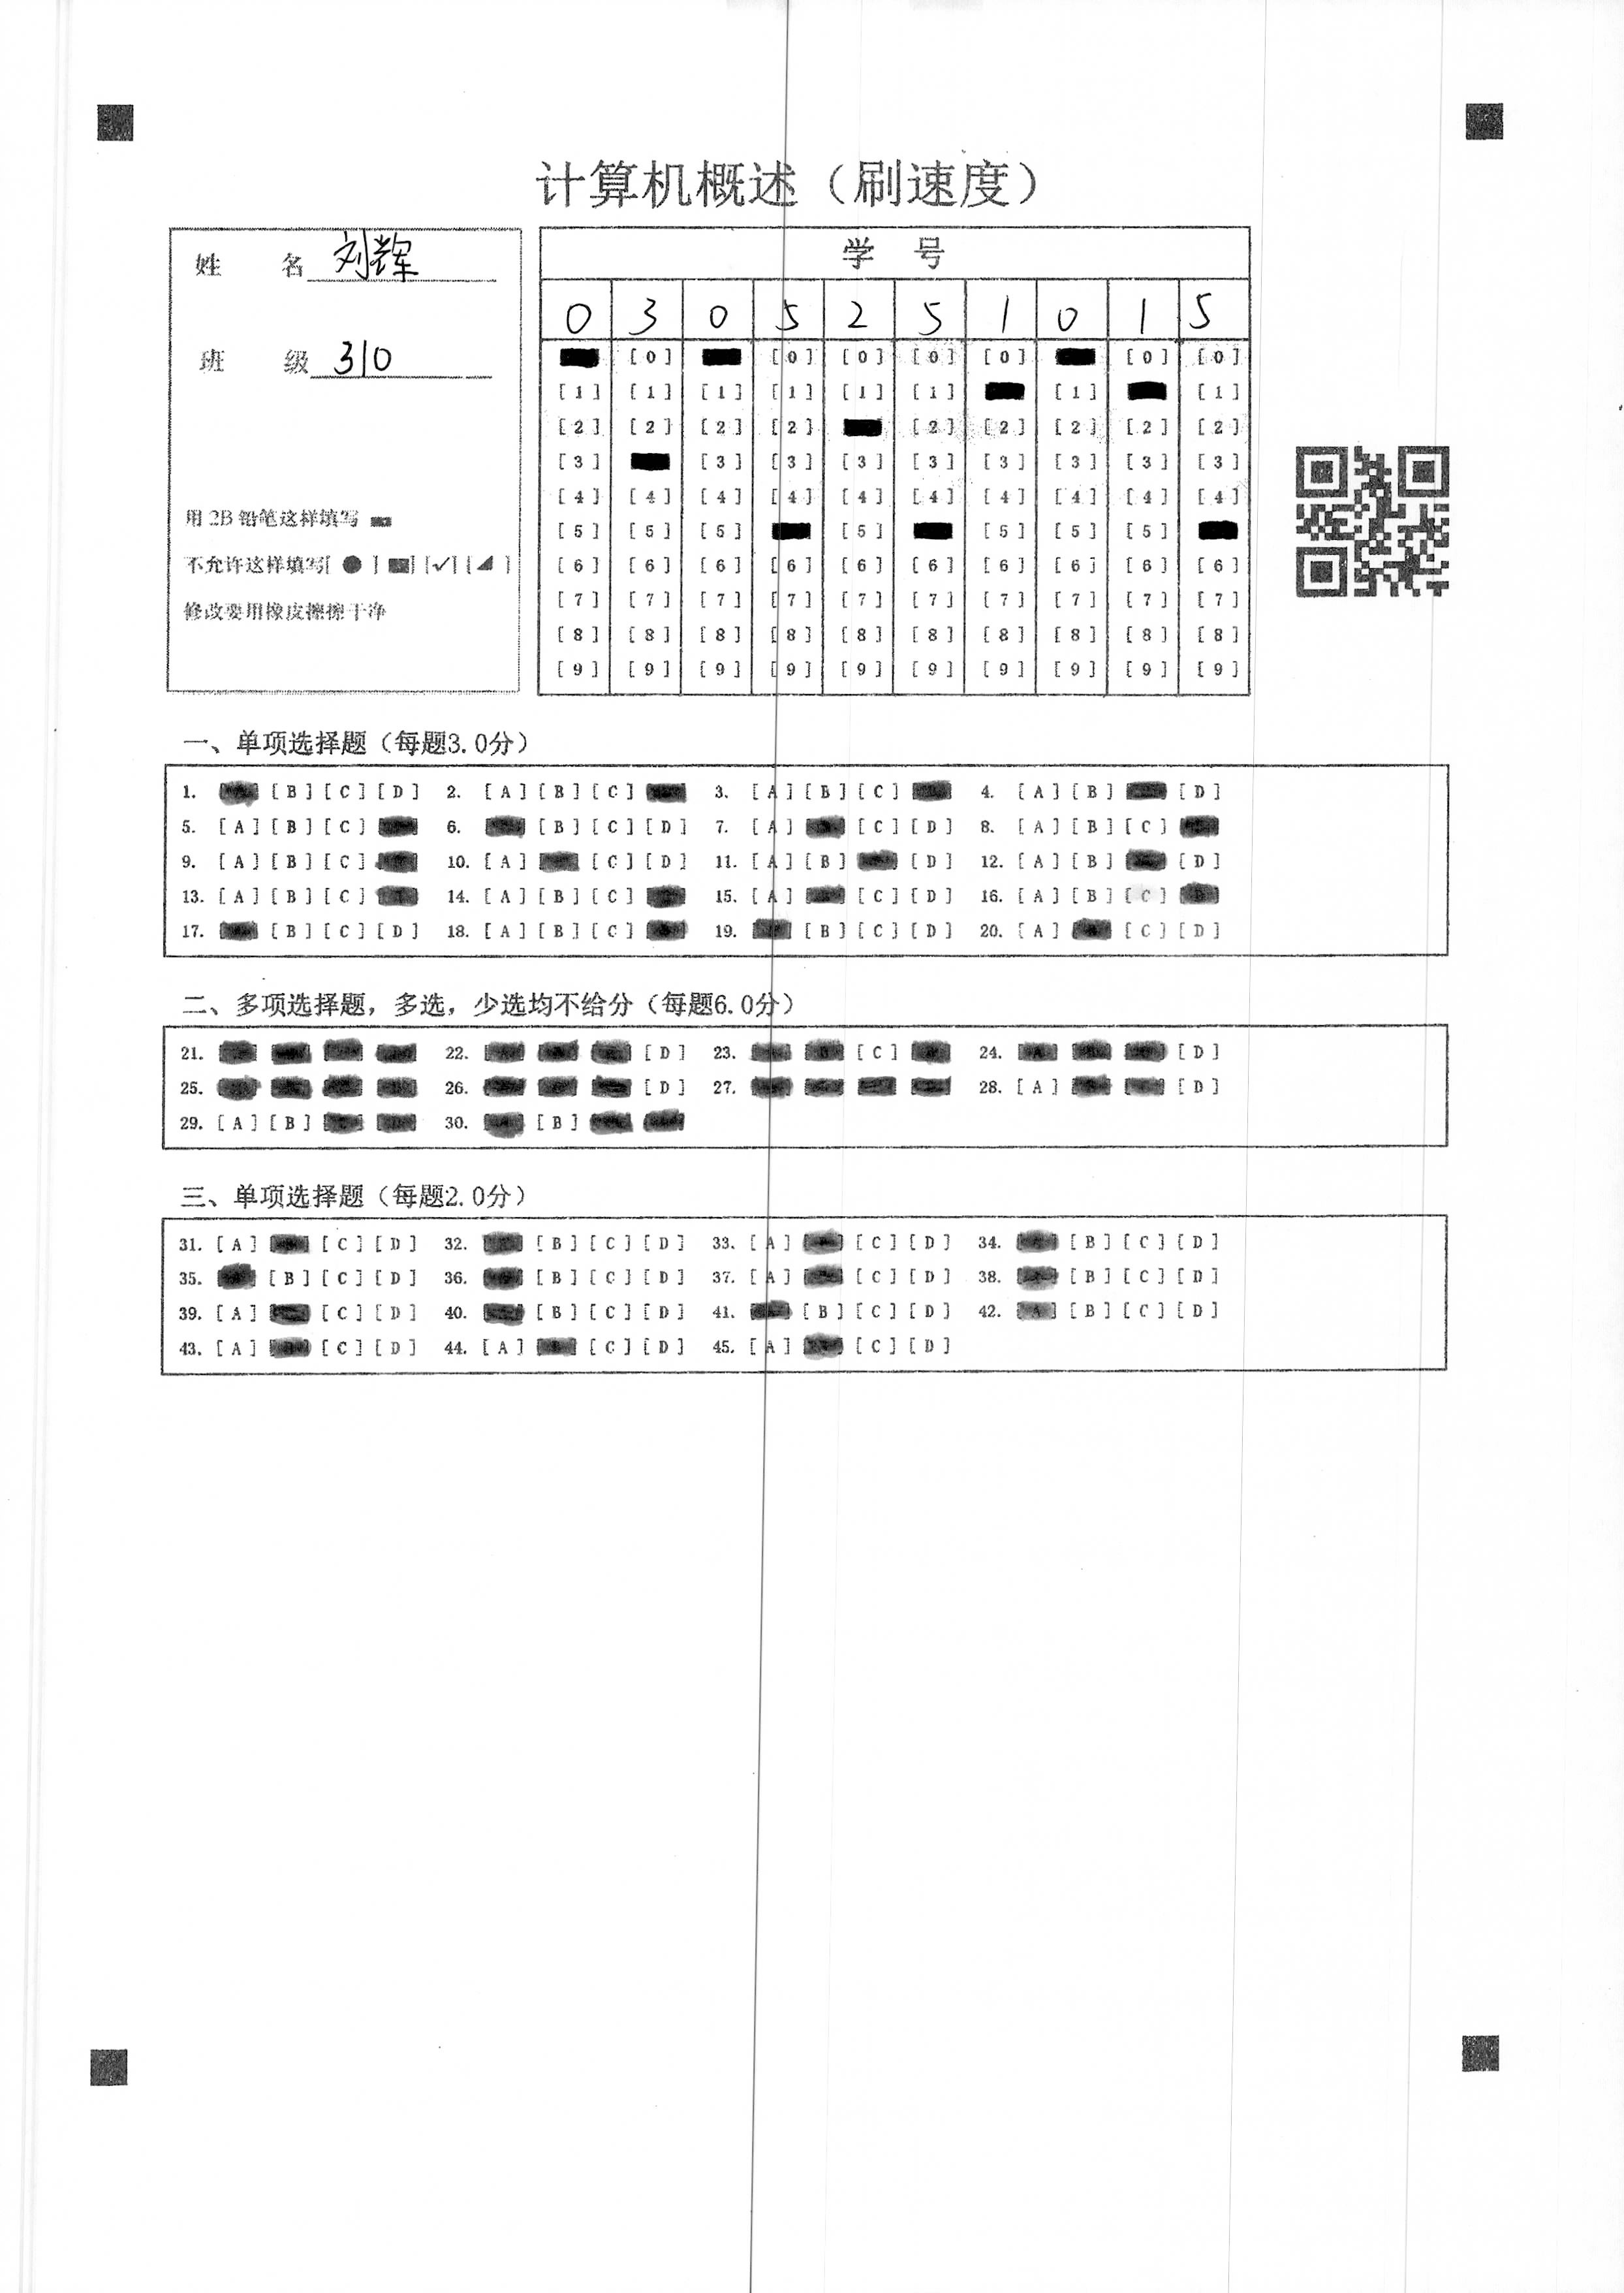 计算机概述（刷速度）
姓 名 刘辉
班 级 310
用 2B 铅笔这样填写
不允许这样填写[ ● ] [✓] [◢ ]
修改要用橡皮擦擦干净
学 号
0 3 0 5 2 5 1 0 1 5
[0] [0] [0] [0] [0] [0] [0]
[1] [1] [1] [1] [1] [1] [1] [1]
[2] [2] [2] [2] [2] [2] [2] [2] [2]
[3] [3] [3] [3] [3] [3] [3] [3] [3]
[4] [4] [4] [4] [4] [4] [4] [4] [4] [4]
[5] [5] [5] [5] [5] [5] [5]
[6] [6] [6] [6] [6] [6] [6] [6] [6] [6]
[7] [7] [7] [7] [7] [7] [7] [7] [7] [7]
[8] [8] [8] [8] [8] [8] [8] [8] [8] [8]
[9] [9] [9] [9] [9] [9] [9] [9] [9] [9]
一、单项选择题（每题3.0分）
1. [B] [C] [D] 2. [A] [B] [C] 3. [A] [B] [C] 4. [A] [B] [D]
5. [A] [B] [C] 6. [B] [C] [D] 7. [A] [C] [D] 8. [A] [B] [C]
9. [A] [B] [C] 10. [A] [C] [D] 11. [A] [B] [D] 12. [A] [B] [D]
13. [A] [B] [C] 14. [A] [B] [C] 15. [A] [C] [D] 16. [A] [B] [C]
17. [B] [C] [D] 18. [A] [B] [C] 19. [B] [C] [D] 20. [A] [C] [D]
二、多项选择题，多选，少选均不给分（每题6.0分）
21. 22. [D] 23. [C] 24. [D]
25. 26. [D] 27. 28. [A] [D]
29. [A] [B] 30. [B]
三、单项选择题（每题2.0分）
31. [A] [C] [D] 32. [B] [C] [D] 33. [A] [C] [D] 34. [B] [C] [D]
35. [B] [C] [D] 36. [B] [C] [D] 37. [A] [C] [D] 38. [B] [C] [D]
39. [A] [C] [D] 40. [B] [C] [D] 41. [B] [C] [D] 42. [A] [B] [C] [D]
43. [A] [C] [D] 44. [A] [C] [D] 45. [A] [C] [D]